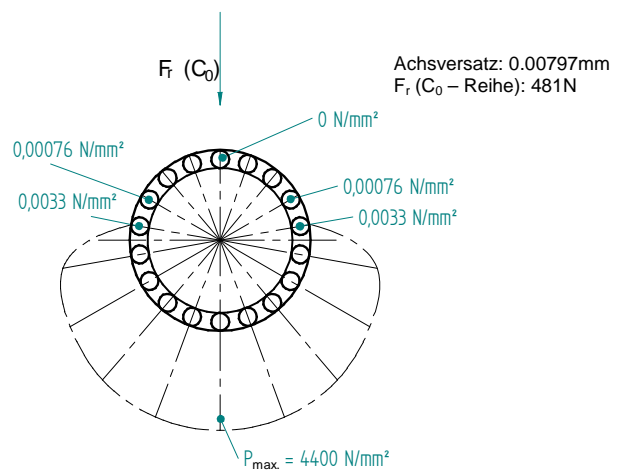 Fr (C0)
Achsversatz: 0.00797mm
Fr (C0 – Reihe): 481N
0 N/mm²
0,00076 N/mm²
0,00076 N/mm²
0,0033 N/mm²
0,0033 N/mm²
Pmax. = 4400 N/mm²